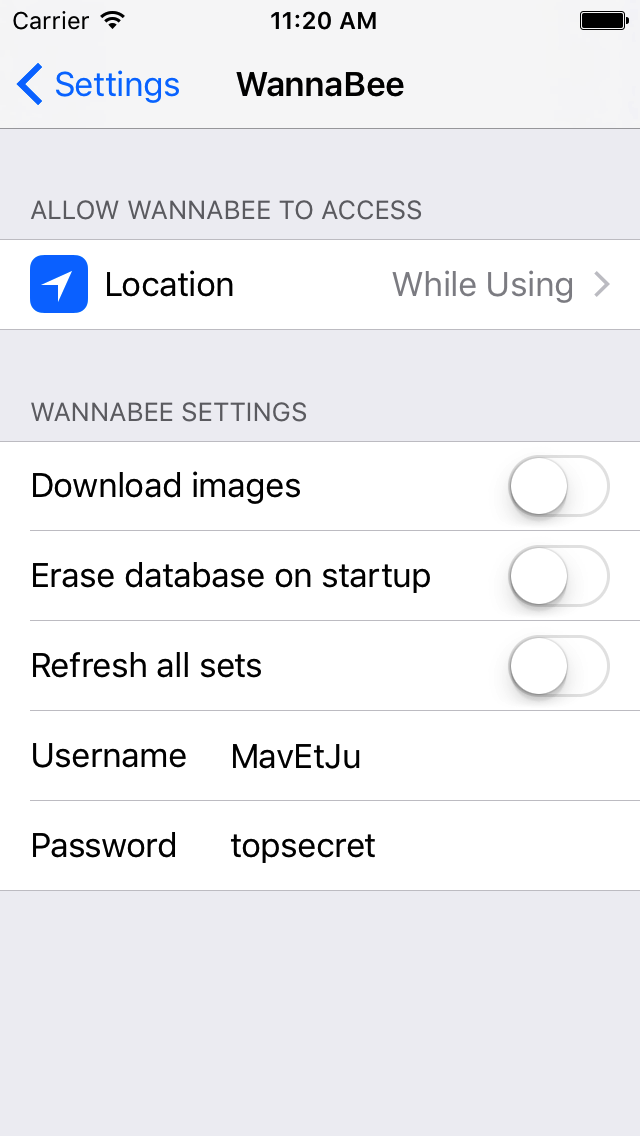 Carrier 11:20 AM
Settings WannaBee
ALLOW WANNABEE TO ACCESS
Location While Using
WANNABEE SETTINGS
Download images
Erase database on startup
Refresh all sets
Username MavEtJu
Password topsecret